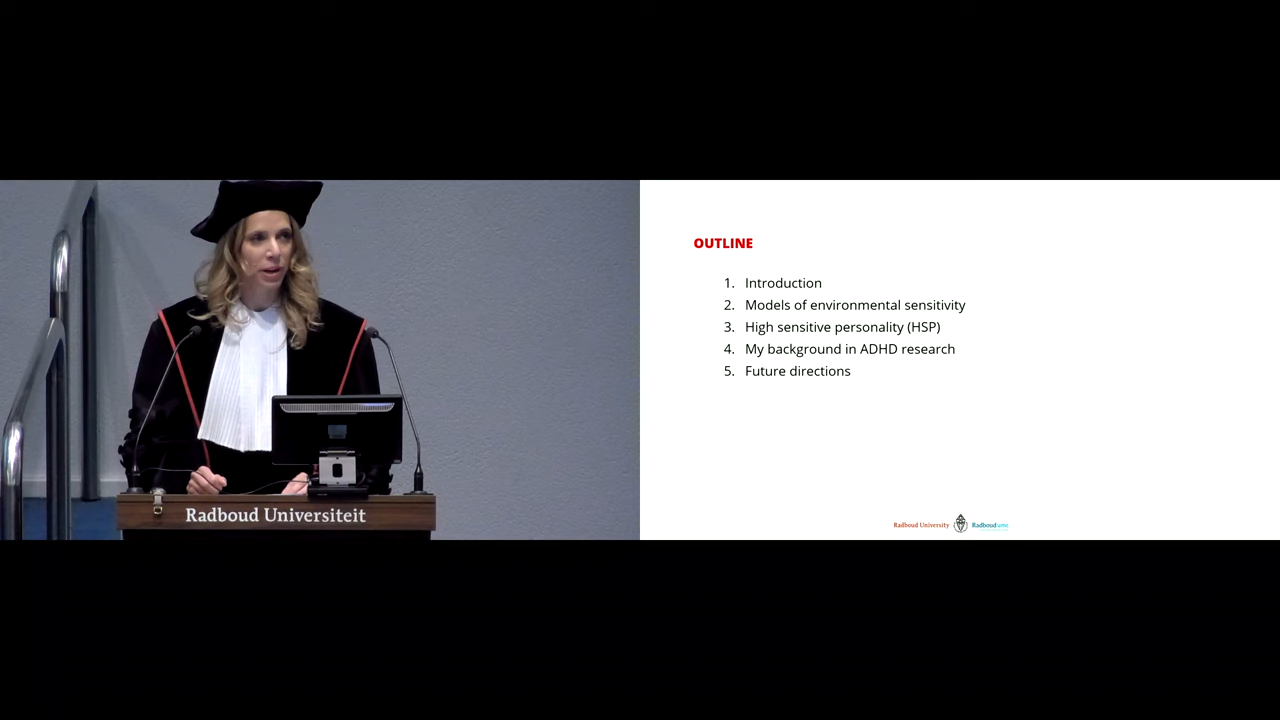 Radboud Universiteit
OUTLINE
1. Introduction
2. Models of environmental sensitivity
3. High sensitive personality (HSP)
4. My background in ADHD research
5. Future directions
Radboud University Radboudumc